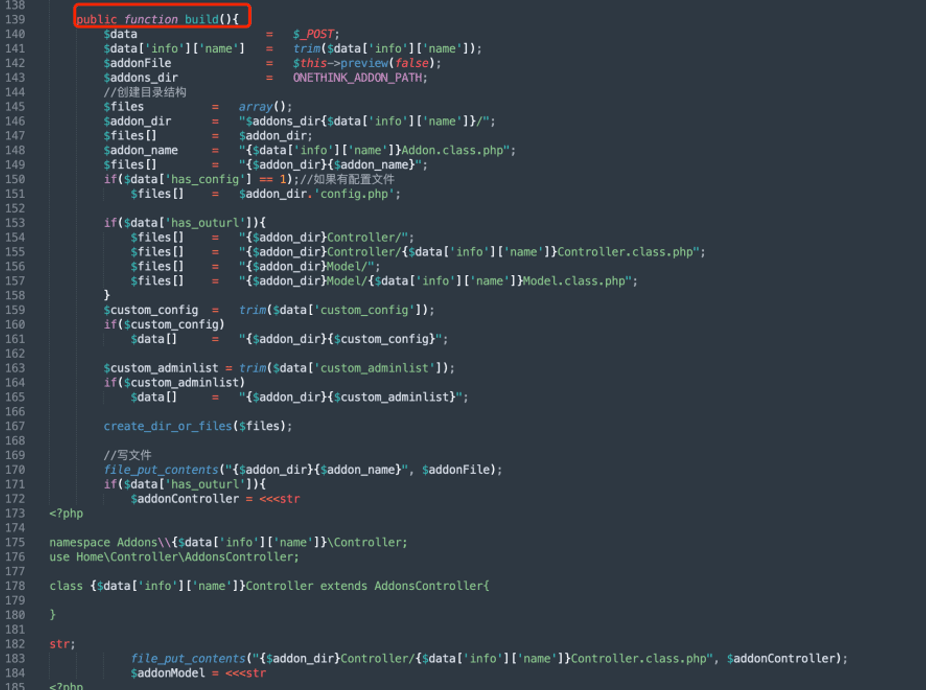 138
139 public function build(){
140 $data = $_POST;
141 $data['info']['name'] = trim($data['info']['name']);
142 $addonFile = $this->preview(false);
143 $addons_dir = ONETHINK_ADDON_PATH;
144 //创建目录结构
145 $files = array();
146 $addon_dir = "$addons_dir{$data['info']['name']}/";
147 $files[] = $addon_dir;
148 $addon_name = "{$data['info']['name']}Addon.class.php";
149 $files[] = "{$addon_dir}{$addon_name}";
150 if($data['has_config'] == 1);//如果有配置文件
151 $files[] = $addon_dir.'config.php';
152
153 if($data['has_outurl']){
154 $files[] = "{$addon_dir}Controller/";
155 $files[] = "{$addon_dir}Controller/{$data['info']['name']}Controller.class.php";
156 $files[] = "{$addon_dir}Model/";
157 $files[] = "{$addon_dir}Model/{$data['info']['name']}Model.class.php";
158 }
159 $custom_config = trim($data['custom_config']);
160 if($custom_config)
161 $data[] = "{$addon_dir}{$custom_config}";
162
163 $custom_adminlist = trim($data['custom_adminlist']);
164 if($custom_adminlist)
165 $data[] = "{$addon_dir}{$custom_adminlist}";
166
167 create_dir_or_files($files);
168
169 //写文件
170 file_put_contents("{$addon_dir}{$addon_name}", $addonFile);
171 if($data['has_outurl']){
172 $addonController = <<<str
173 <?php
174
175 namespace Addons\\{$data['info']['name']}\Controller;
176 use Home\Controller\AddonsController;
177
178 class {$data['info']['name']}Controller extends AddonsController{
179
180 }
181
182 str;
183 file_put_contents("{$addon_dir}Controller/{$data['info']['name']}Controller.class.php", $addonController);
184 $addonModel = <<<str
185 <?php